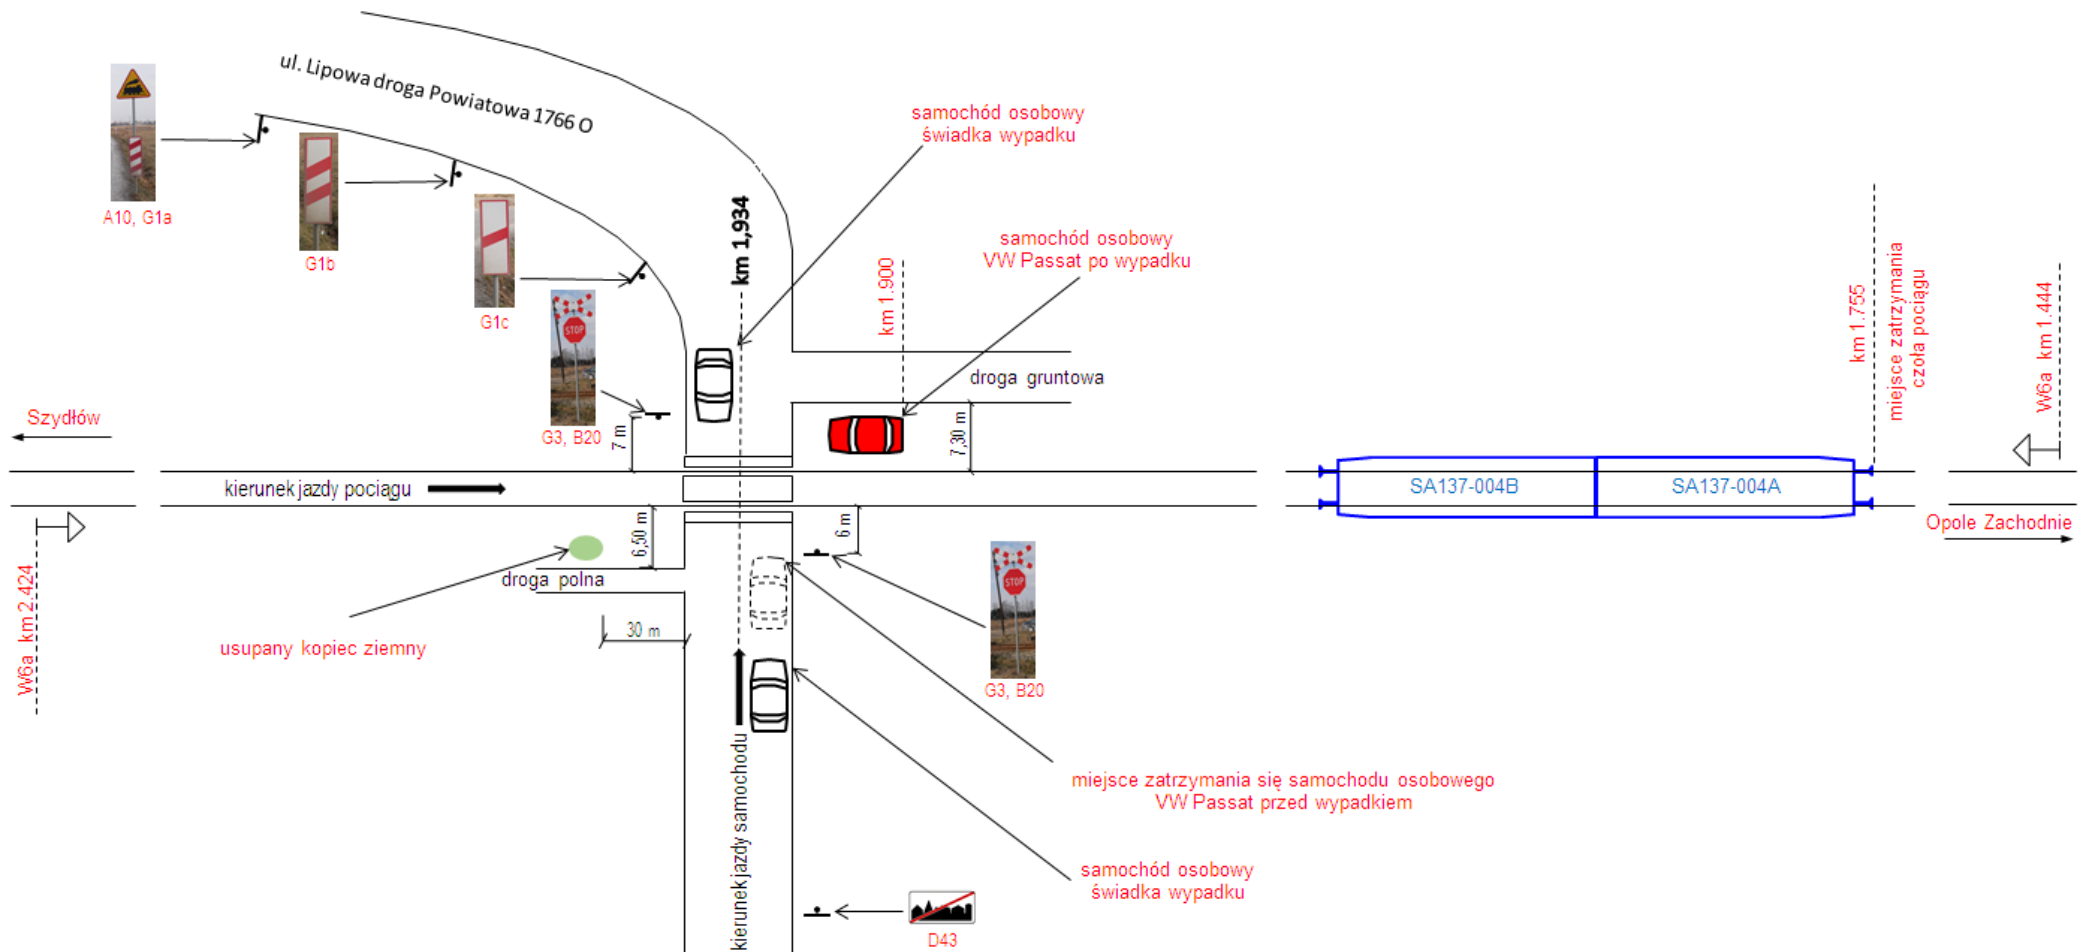 ul. Lipowa droga Powiatowa 1766 O
A10, G1a
G1b
G1c
STOP
G3, B20
km 1,934
samochód osobowy
świadka wypadku
samochód osobowy
VW Passat po wypadku
km 1.900
km 1.755
miejsce zatrzymania
czoła pociągu
W6a km 1.444
droga gruntowa
7 m
7,30 m
Szydłów
kierunek jazdy pociągu
SA137-004B
SA137-004A
Opole Zachodnie
W6a km 2.424
6,50 m
6 m
droga polna
30 m
usupany kopiec ziemny
STOP
G3, B20
kierunek jazdy samochodu
miejsce zatrzymania się samochodu osobowego
VW Passat przed wypadkiem
samochód osobowy
świadka wypadku
D43